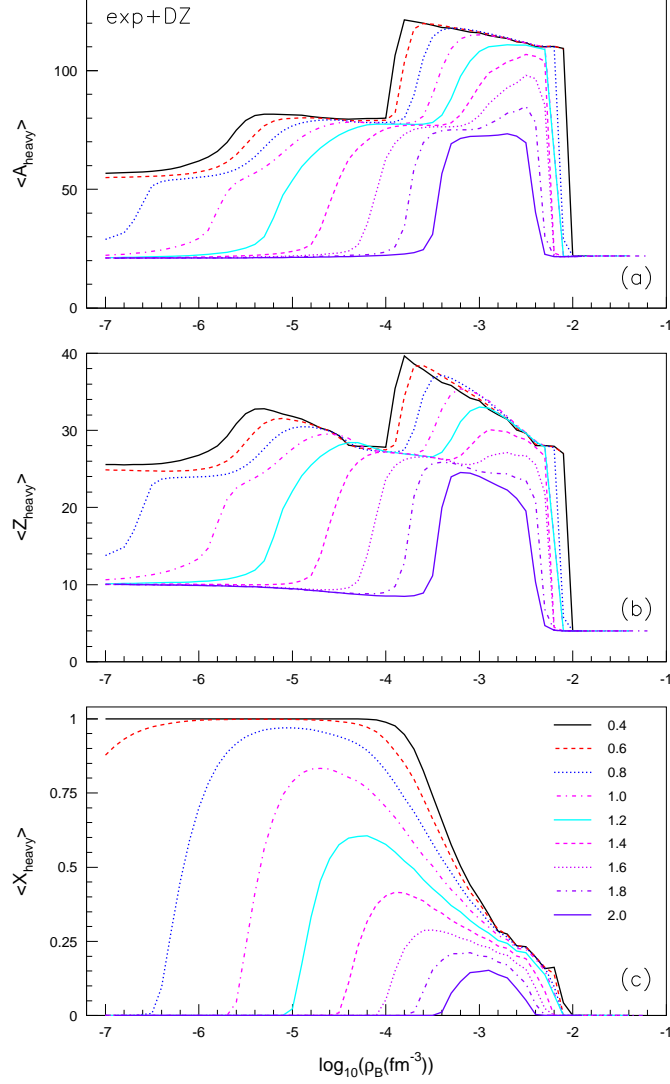 exp+DZ
100
50
0
<A_heavy>
(a)
-7 -6 -5 -4 -3 -2 -1
40
30
20
10
0
<Z_heavy>
(b)
-7 -6 -5 -4 -3 -2 -1
1
0.75
0.5
0.25
0
<X_heavy>
0.4
0.6
0.8
1.0
1.2
1.4
1.6
1.8
2.0
(c)
-7 -6 -5 -4 -3 -2 -1
log₁₀(ρ_B(fm⁻³))